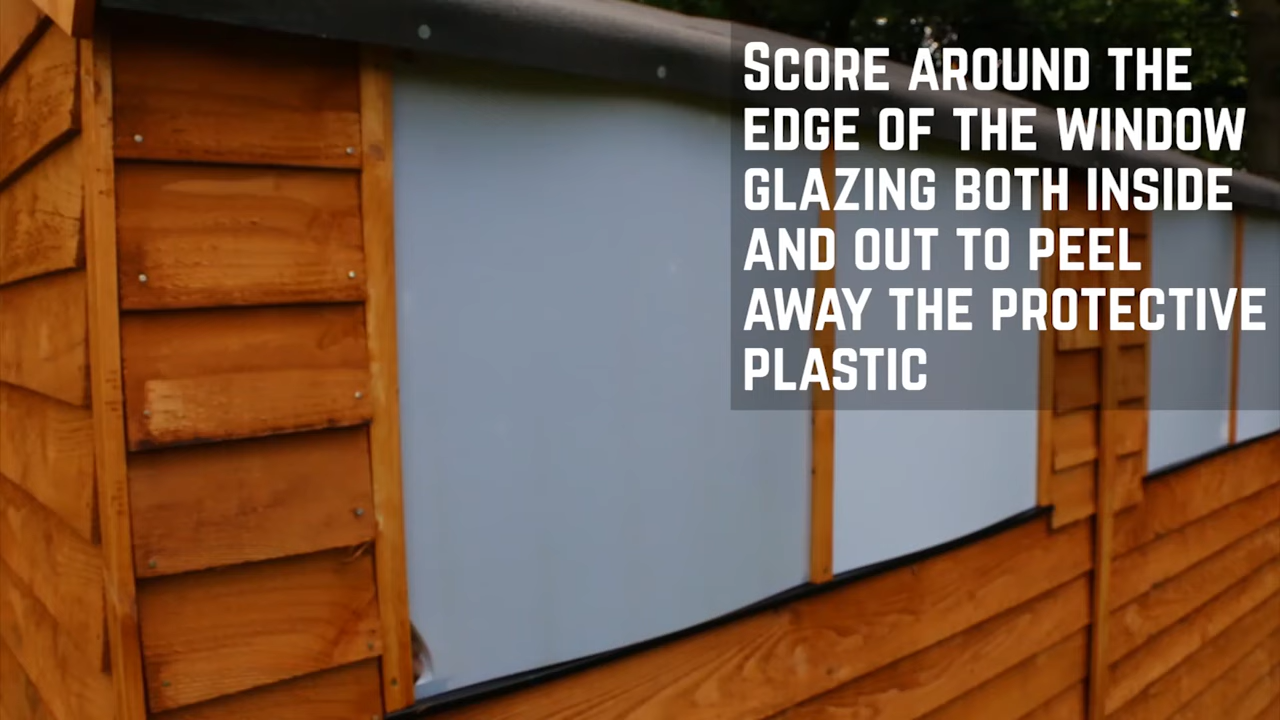 Score around the
edge of the window
glazing both inside
and out to peel
away the protective
plastic